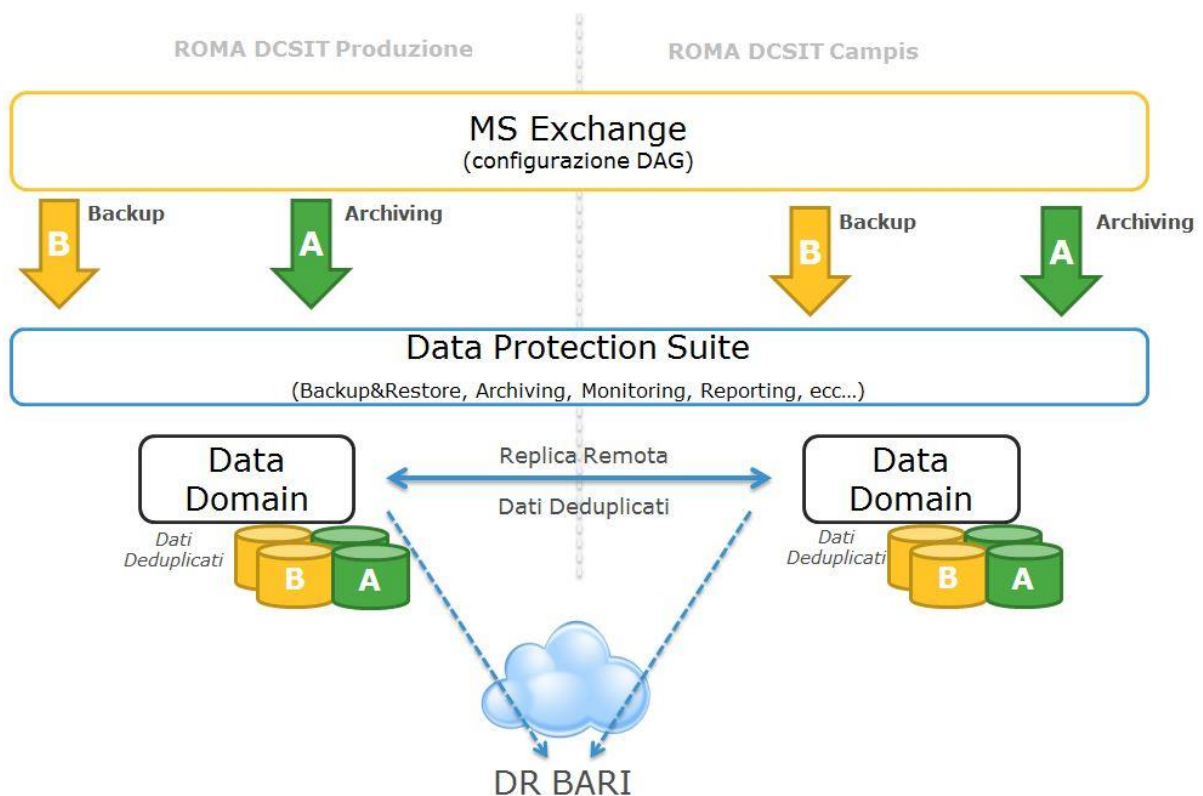 ROMA DCSIT Produzione
ROMA DCSIT Campis
MS Exchange
(configurazione DAG)
Backup
B
Archiving
A
Backup
B
Archiving
A
Data Protection Suite
(Backup&Restore, Archiving, Monitoring, Reporting, ecc...)
Data
Domain
Replica Remota
Dati Deduplicati
Data
Domain
Dati
Deduplicati
B
A
Dati
Deduplicati
B
A
DR BARI